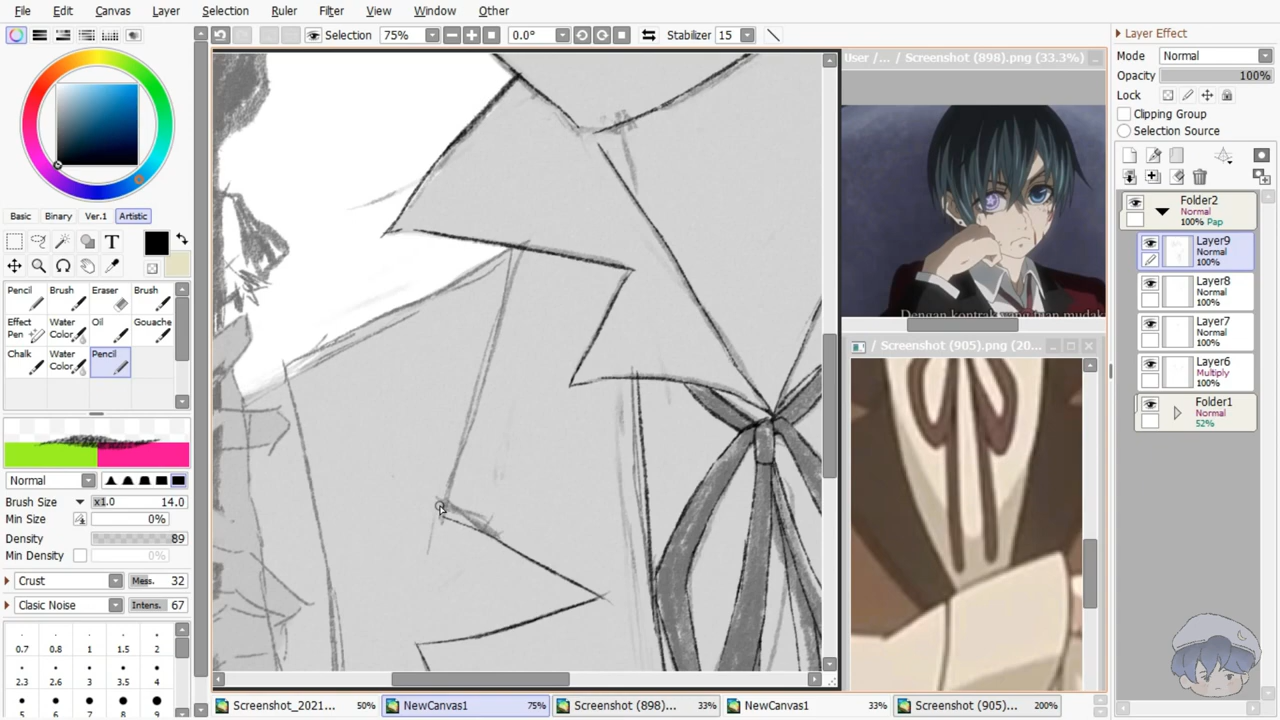 File Edit Canvas Layer Selection Ruler Filter View Window Other
Selection 75% 0.0° Stabilizer 15
Basic Binary Ver.1 Artistic
T
Pencil Brush Eraser Brush
Effect Pen Water Color. Oil Gouache
Chalk Water Color. Pencil
Normal
Brush Size x1.0 14.0
Min Size 0%
Density 89
Min Density 0%
Crust Mess. 32
Clasic Noise Intens. 67
0.7 0.8 1 1.5 2
2.3 2.6 3 3.5 4
5 6 7 8 9
User /... / Screenshot (898).png (33.3%)
/ Screenshot (905).png (20...
Layer Effect
Mode Normal
Opacity 100%
Lock
Clipping Group
Selection Source
Folder2
Normal
100% Pap
Layer9
Normal
100%
Layer8
Normal
100%
Layer7
Normal
100%
Layer6
Multiply
100%
Folder1
Normal
52%
Screenshot_2021... 50% NewCanvas1 75% Screenshot (898)... 33% NewCanvas1 33% Screenshot (905)... 200%